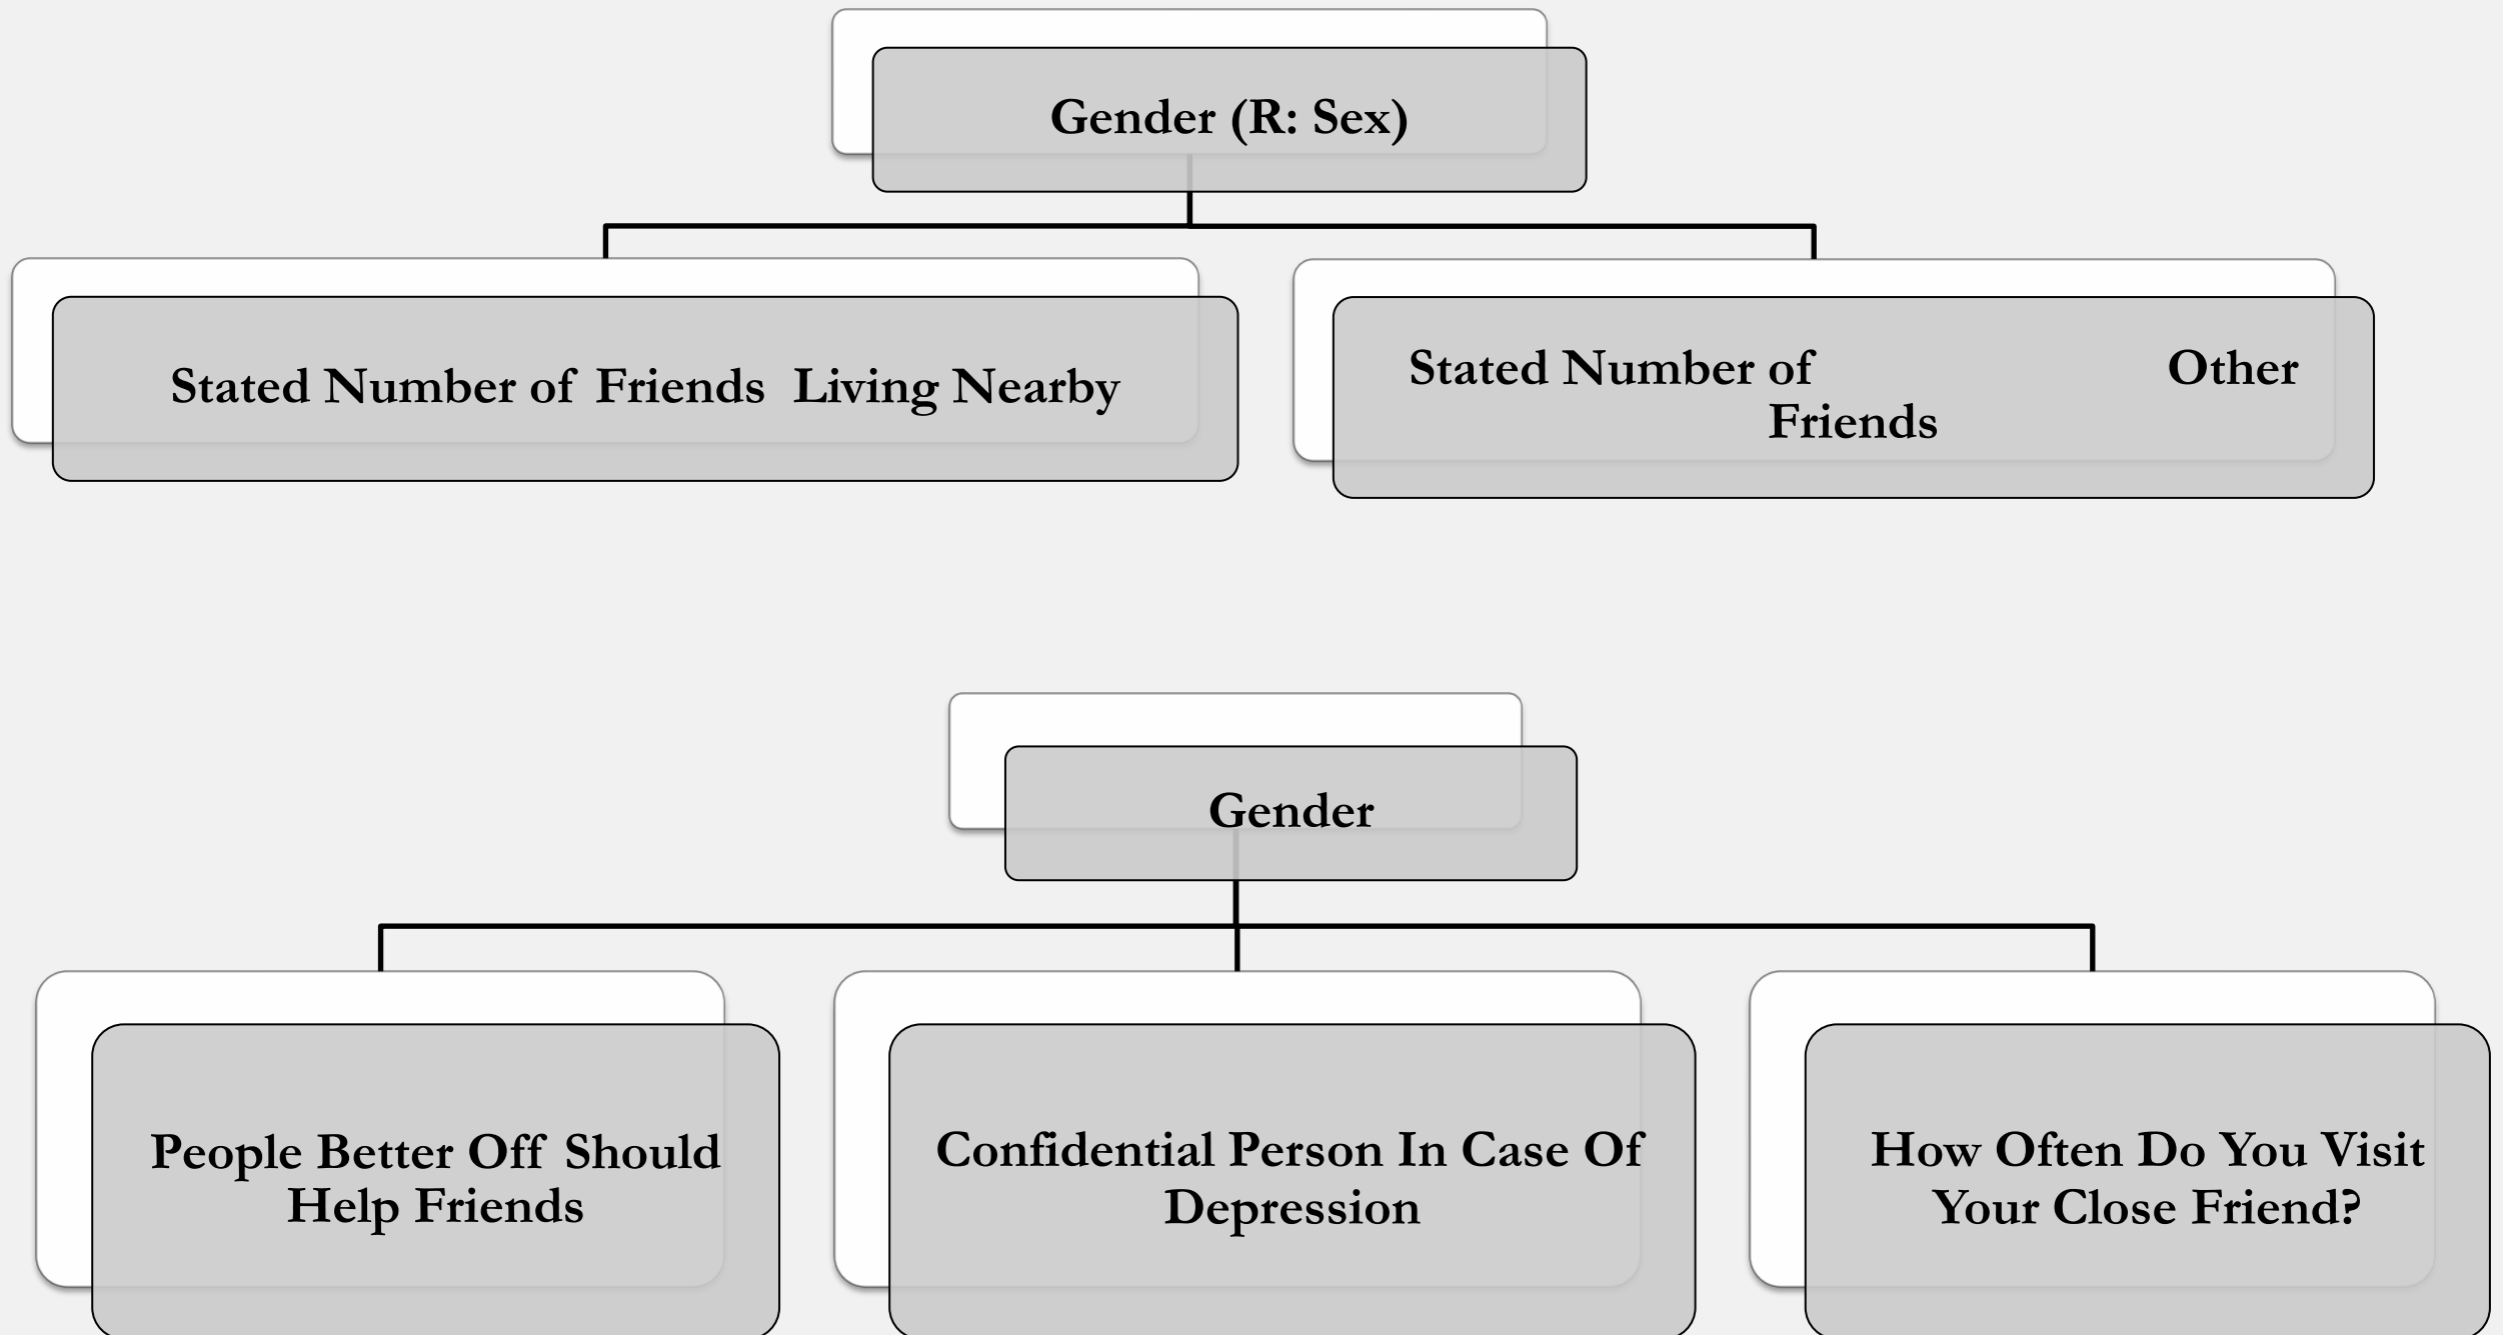 Gender (R: Sex)
Stated Number of Friends Living Nearby
Stated Number of Other
Friends
Gender
People Better Off Should
Help Friends
Confidential Person In Case Of
Depression
How Often Do You Visit
Your Close Friend?